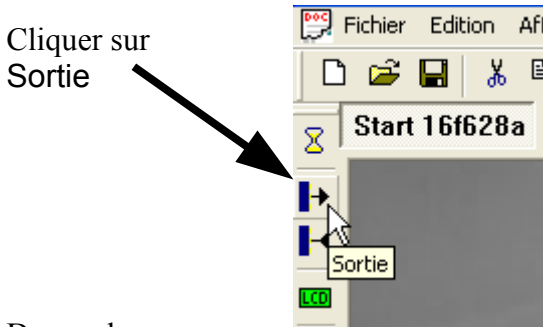 Cliquer sur
Sortie
Fichier Edition
Start 16f628a
Sortie
LCD